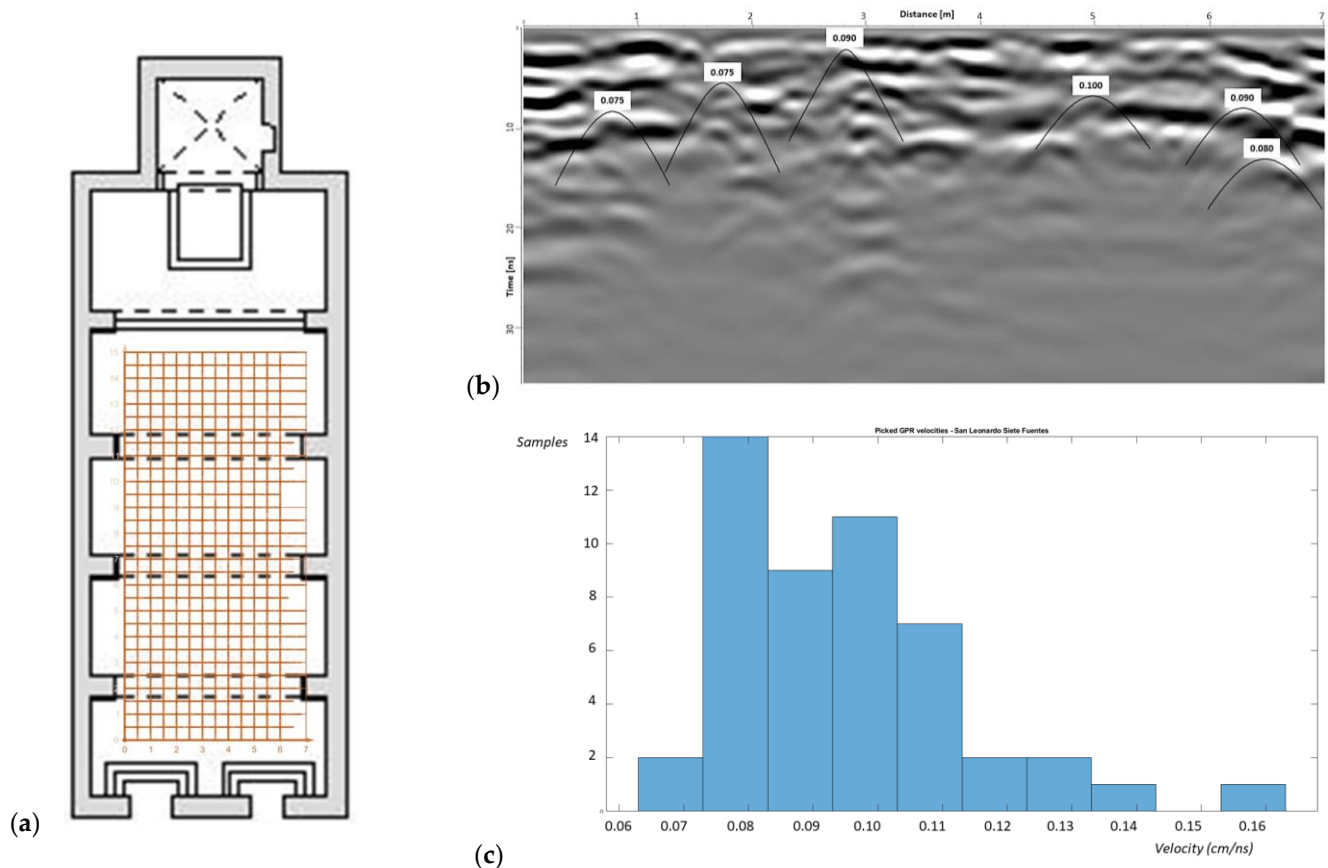 15
14
13
11
10
9
8
5
4
3
1
0
0 1 2 3 4 5 6 7
(a)
Distance [m]
1 2 3 4 5 6 7
0.075
0.075
0.090
0.100
0.090
0.080
10
20
30
Time [ns]
(b)
Picked GPR velocities - San Leonardo Siete Fuentes
Samples
14
12
10
8
6
4
2
0
0.06 0.07 0.08 0.09 0.10 0.11 0.12 0.13 0.14 0.15 0.16
Velocity (cm/ns)
(c)